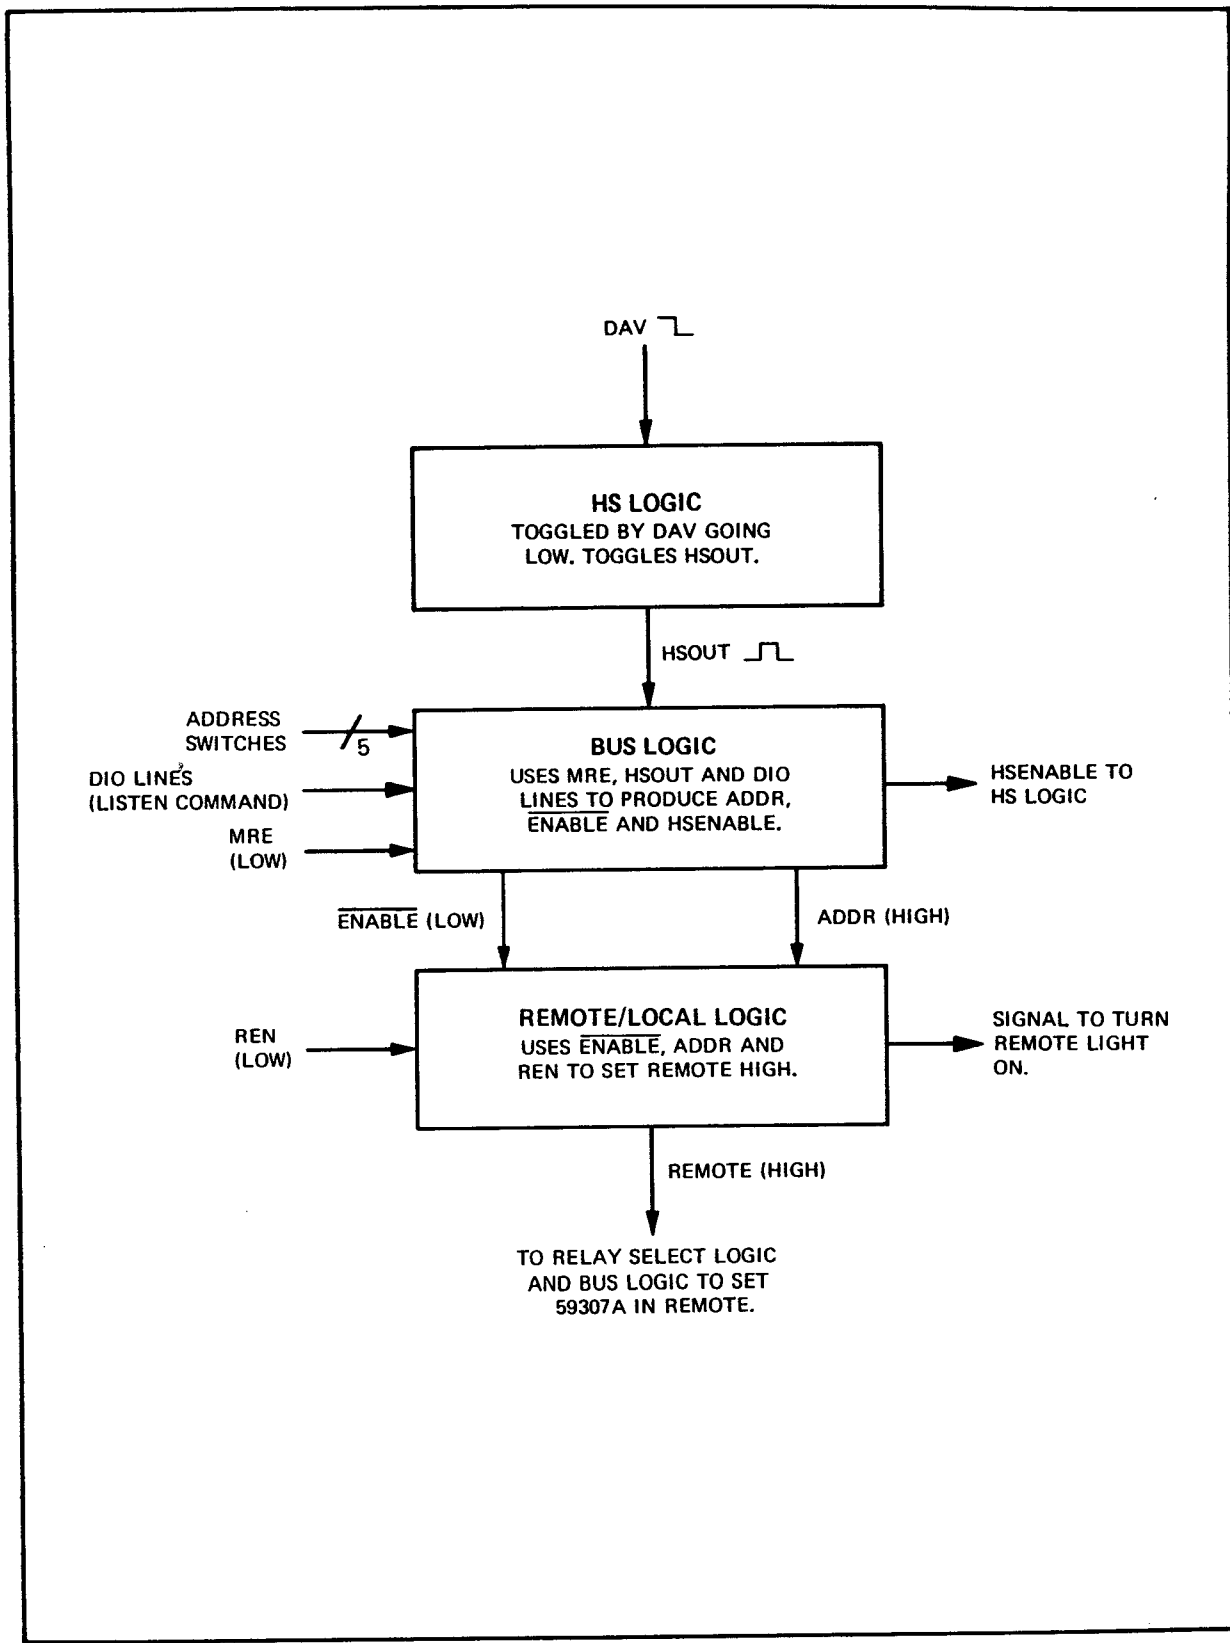 DAV
HS LOGIC
TOGGLED BY DAV GOING
LOW. TOGGLES HSOUT.
HSOUT
ADDRESS
SWITCHES
5
DIO LINES
(LISTEN COMMAND)
MRE
(LOW)
BUS LOGIC
USES MRE, HSOUT AND DIO
LINES TO PRODUCE ADDR,
ENABLE AND HSENABLE.
HSENABLE TO
HS LOGIC
ENABLE (LOW)
ADDR (HIGH)
REN
(LOW)
REMOTE/LOCAL LOGIC
USES ENABLE, ADDR AND
REN TO SET REMOTE HIGH.
SIGNAL TO TURN
REMOTE LIGHT
ON.
REMOTE (HIGH)
TO RELAY SELECT LOGIC
AND BUS LOGIC TO SET
59307A IN REMOTE.